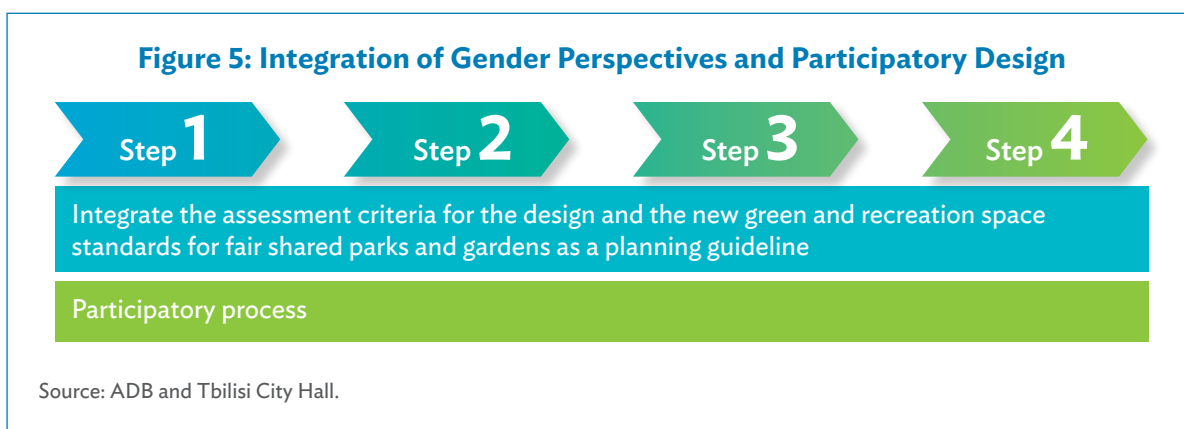 Figure 5: Integration of Gender Perspectives and Participatory Design
Step 1
Step 2
Step 3
Step 4
Integrate the assessment criteria for the design and the new green and recreation space
standards for fair shared parks and gardens as a planning guideline
Participatory process
Source: ADB and Tbilisi City Hall.